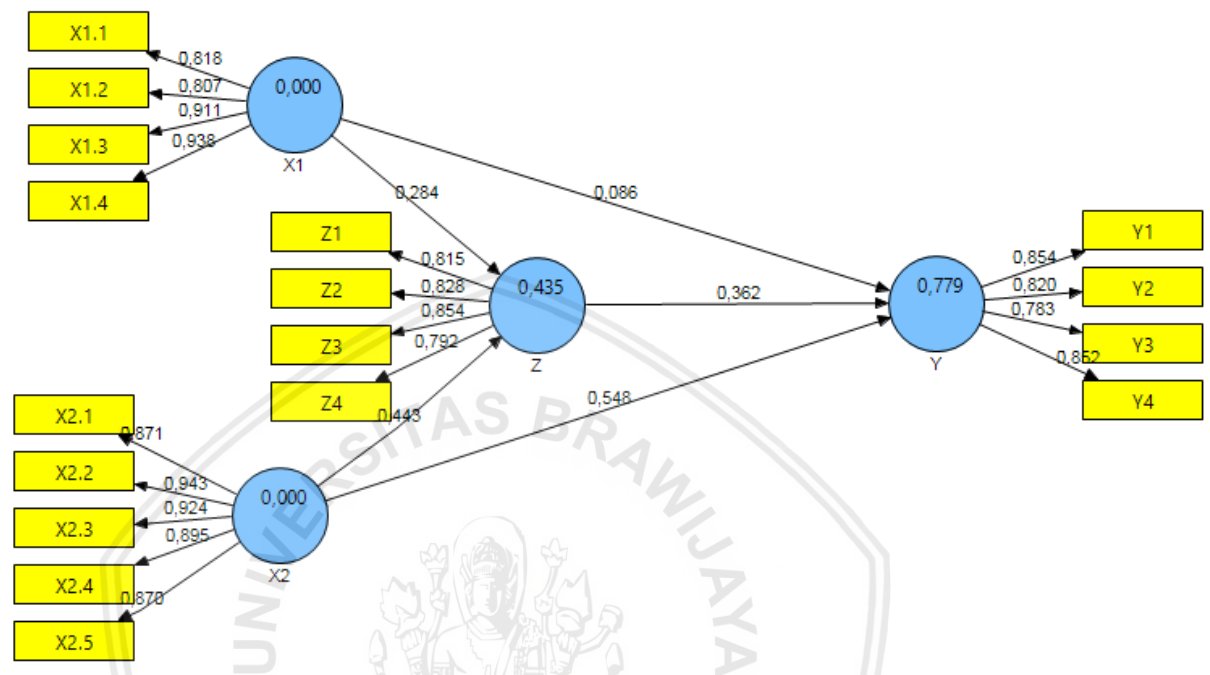 X1.1
X1.2
X1.3
X1.4
0,818
0,807
0,911
0,938
0,000
X1
0,284
0,086
Z1
Z2
Z3
Z4
0,815
0,828
0,854
0,792
0,435
Z
0,362
0,779
Y
0,854
0,820
0,783
0,852
Y1
Y2
Y3
Y4
0,443
0,548
X2.1
X2.2
X2.3
X2.4
X2.5
0,871
0,943
0,924
0,895
0,870
0,000
X2
UNIVERSITAS BRAWIJAYA